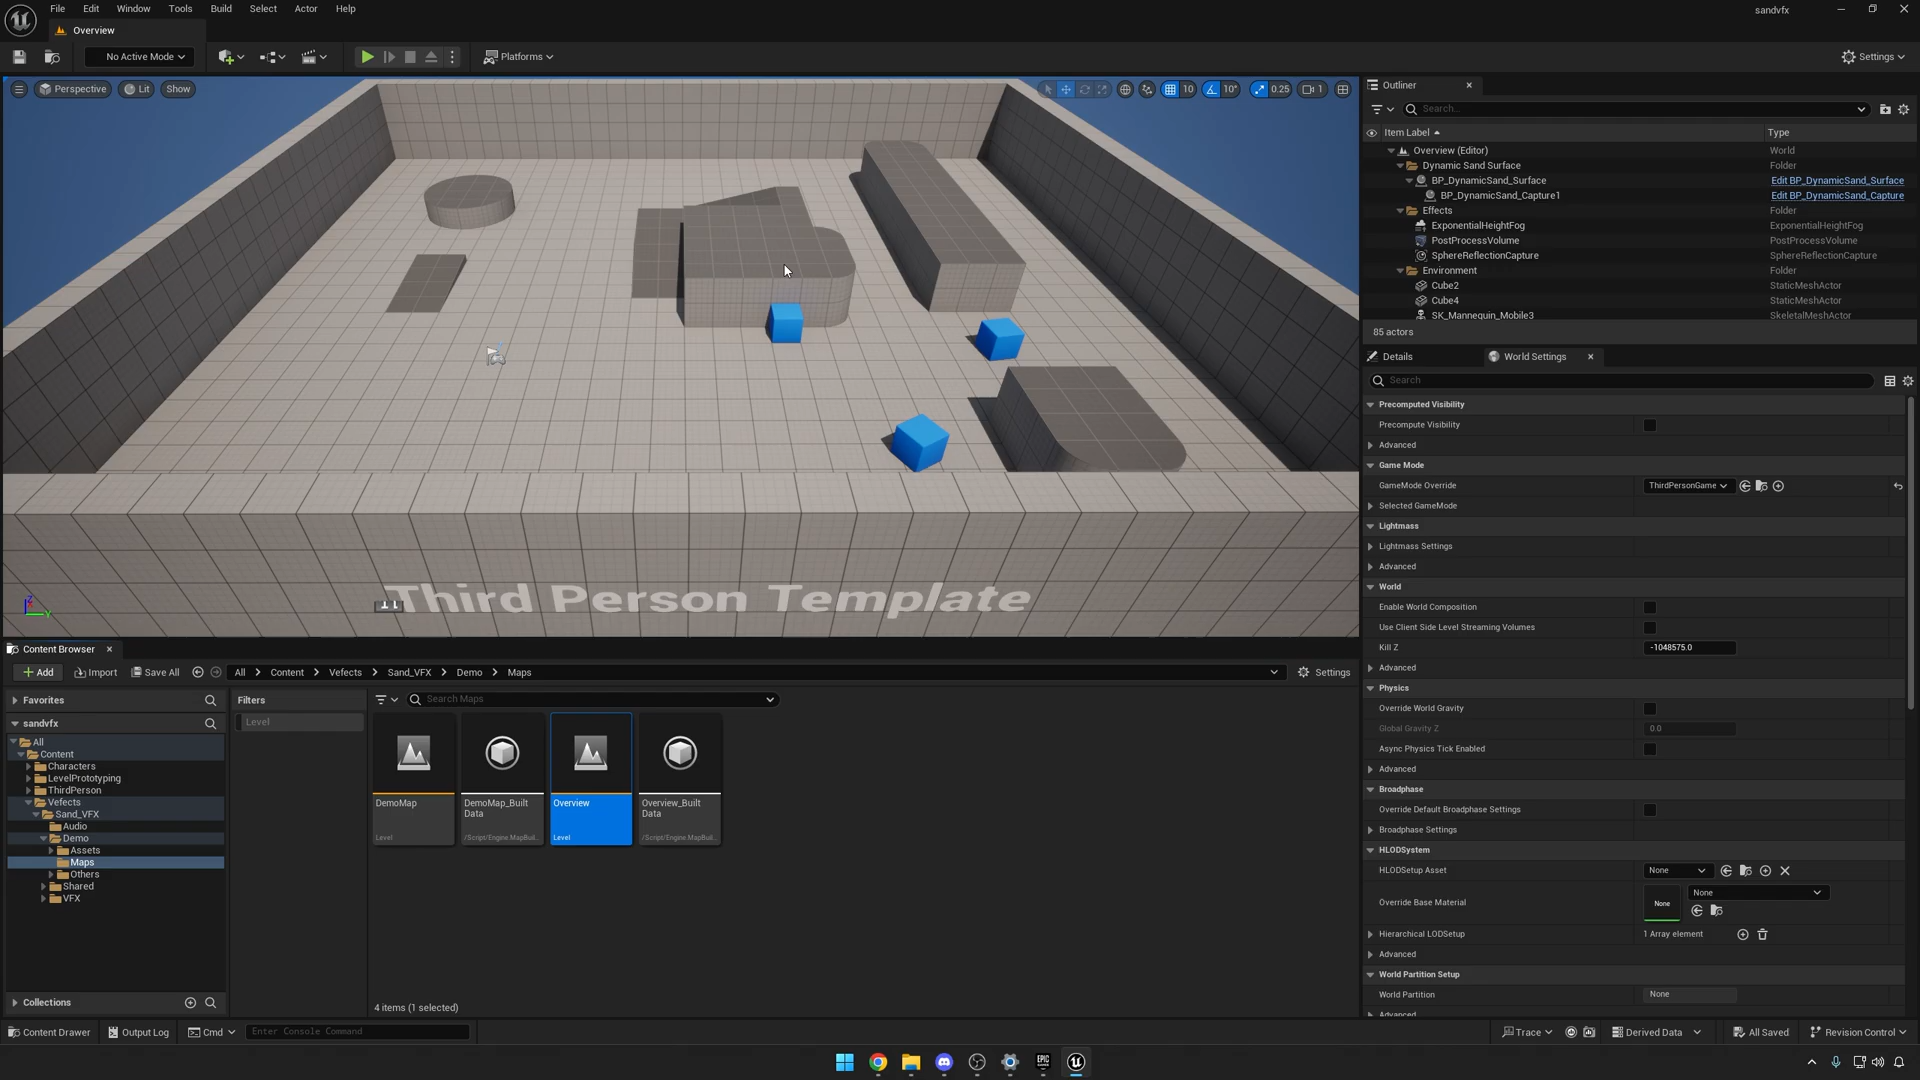 File Edit Window Tools Build Select Actor Help
sandvfx
Overview
No Active Mode
Platforms
Settings
Perspective
Lit
Show
10
10°
0.25
1
Third Person Template
Outliner
Search...
Item Label
Type
Overview (Editor)
World
Dynamic Sand Surface
Folder
BP_DynamicSand_Surface
Edit BP_DynamicSand_Surface
BP_DynamicSand_Capture1
Edit BP_DynamicSand_Capture
Effects
Folder
ExponentialHeightFog
ExponentialHeightFog
PostProcessVolume
PostProcessVolume
SphereReflectionCapture
SphereReflectionCapture
Environment
Folder
Cube2
StaticMeshActor
Cube4
StaticMeshActor
SK_Mannequin_Mobile3
SkeletalMeshActor
85 actors
Details
World Settings
Search
Precomputed Visibility
Precompute Visibility
Advanced
Game Mode
GameMode Override
ThirdPersonGame
Selected GameMode
Lightmass
Lightmass Settings
Advanced
World
Enable World Composition
Use Client Side Level Streaming Volumes
Kill Z
-1048575.0
Advanced
Physics
Override World Gravity
Global Gravity Z
0.0
Async Physics Tick Enabled
Advanced
Broadphase
Override Default Broadphase Settings
Broadphase Settings
HLODSystem
HLODSetup Asset
None
Override Base Material
None
None
Hierarchical LODSetup
1 Array element
Advanced
World Partition Setup
World Partition
None
Advanced
Content Browser
Add
Import
Save All
All
Content
Vefects
Sand_VFX
Demo
Maps
Settings
Favorites
sandvfx
All
Content
Characters
LevelPrototyping
ThirdPerson
Vefects
Sand_VFX
Audio
Demo
Assets
Maps
Others
Shared
VFX
Collections
Filters
Level
Search Maps
DemoMap
Level
DemoMap_Built
Data
/Script/Engine.MapBuil...
Overview
Level
Overview_Built
Data
/Script/Engine.MapBuil...
4 items (1 selected)
Content Drawer
Output Log
Cmd
Enter Console Command
Trace
Derived Data
All Saved
Revision Control
EPIC
GAMES